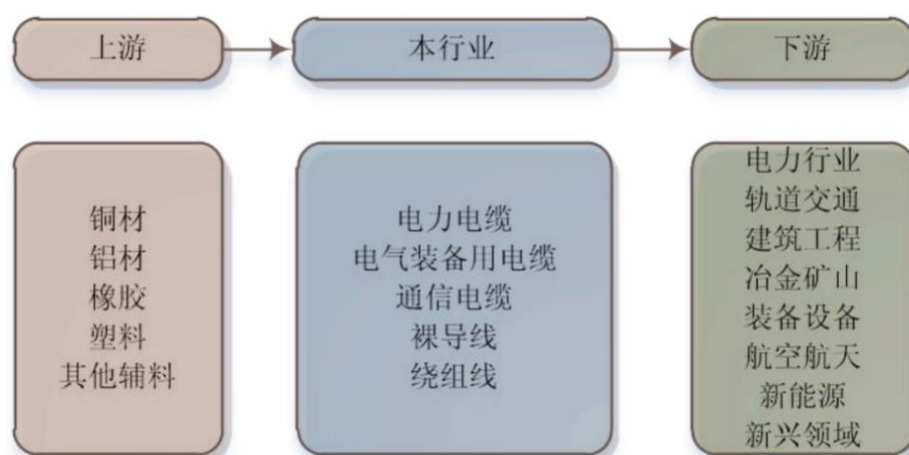 上游
本行业
下游
铜材
铝材
橡胶
塑料
其他辅料
电力电缆
电气装备用电缆
通信电缆
裸导线
绕组线
电力行业
轨道交通
建筑工程
冶金矿山
装备设备
航空航天
新能源
新兴领域